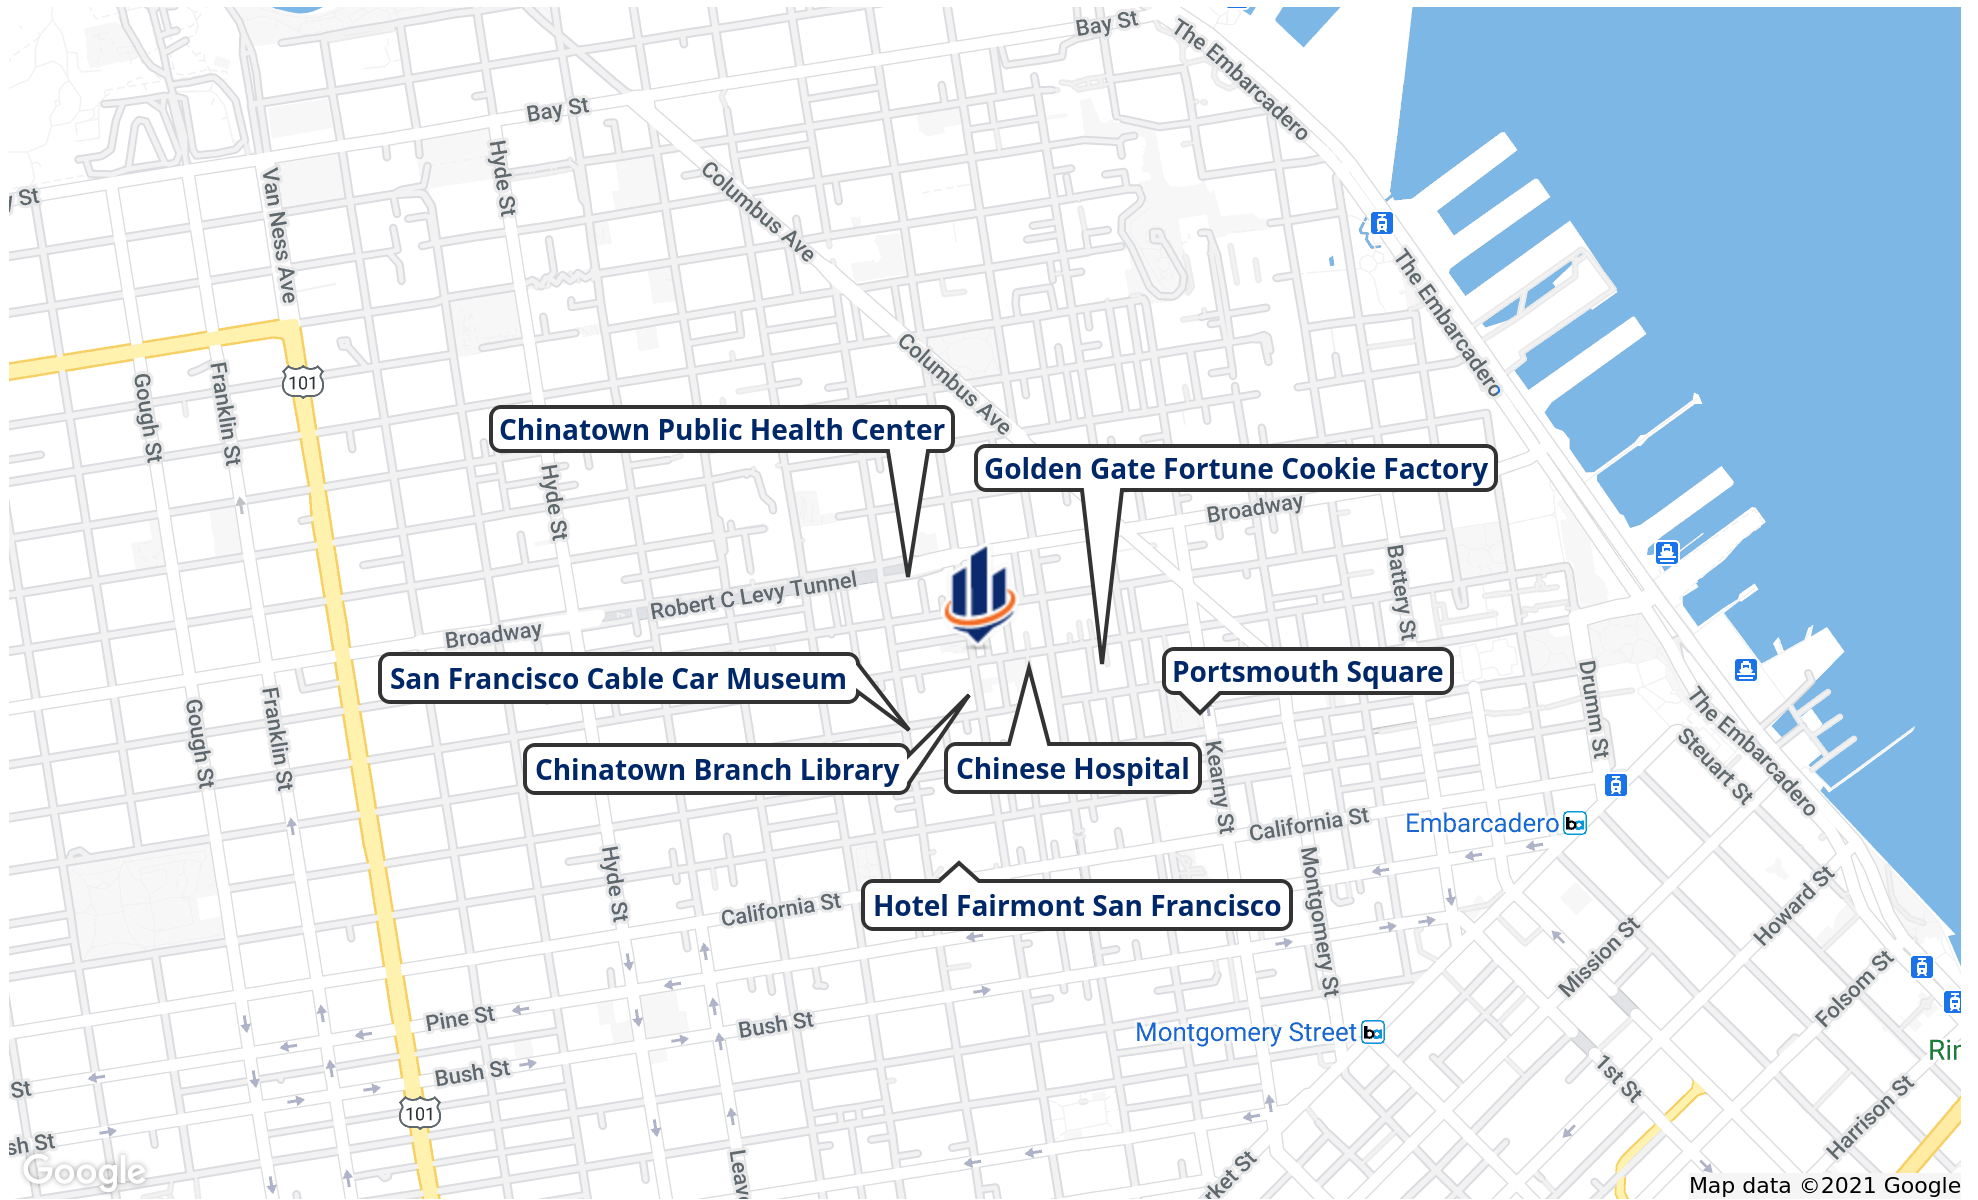 Bay St
The Embarcadero
Bay St
Hyde St
Van Ness Ave
Columbus Ave
St
The Embarcadero
Columbus Ave
Gough St
Franklin St
101
Chinatown Public Health Center
Golden Gate Fortune Cookie Factory
Hyde St
Broadway
Battery St
Robert C Levy Tunnel
Broadway
San Francisco Cable Car Museum
Portsmouth Square
Drumm St
Gough St
Franklin St
The Embarcadero
Steuart St
Chinatown Branch Library
Chinese Hospital
Kearny St
California St
Embarcadero
Hyde St
Montgomery St
California St
Hotel Fairmont San Francisco
Howard St
Mission St
Folsom St
Pine St
Bush St
Montgomery Street
Rin
Bush St
1st St
St
101
Harrison St
sh St
Google
Leav
rket St
Map data ©2021 Google